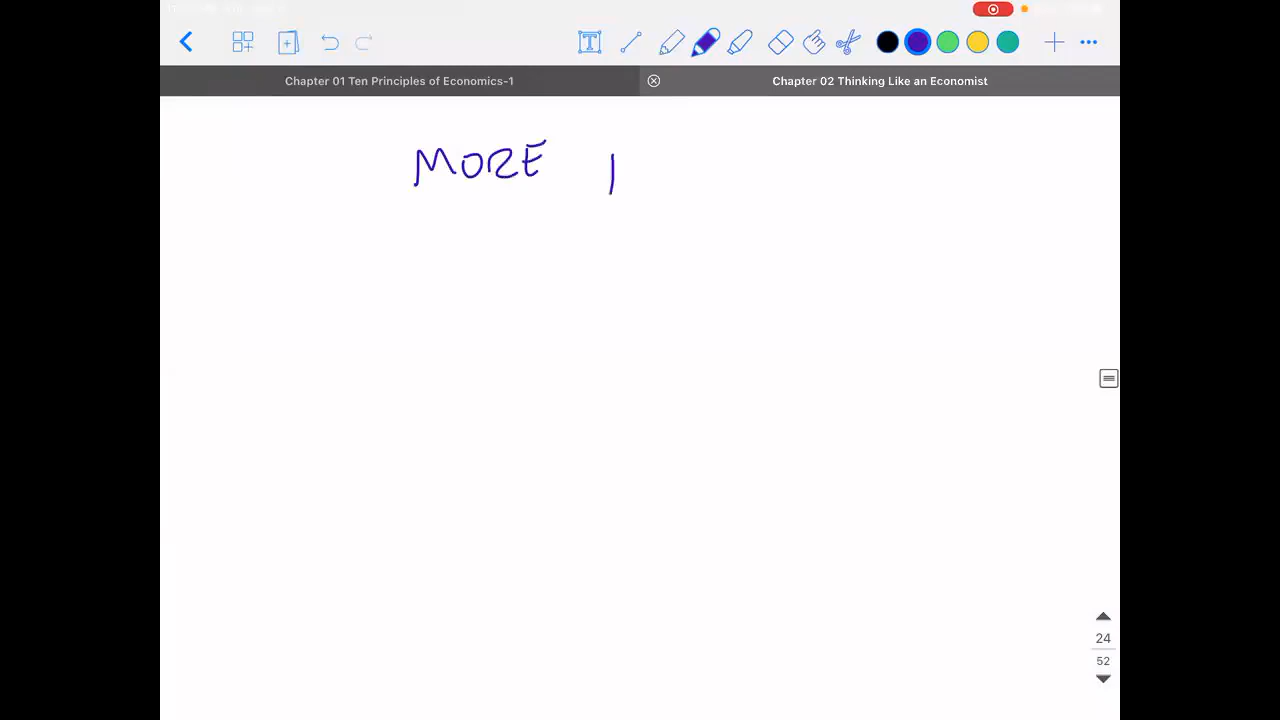 Chapter 01 Ten Principles of Economics-1
Chapter 02 Thinking Like an Economist
MORE
24
52